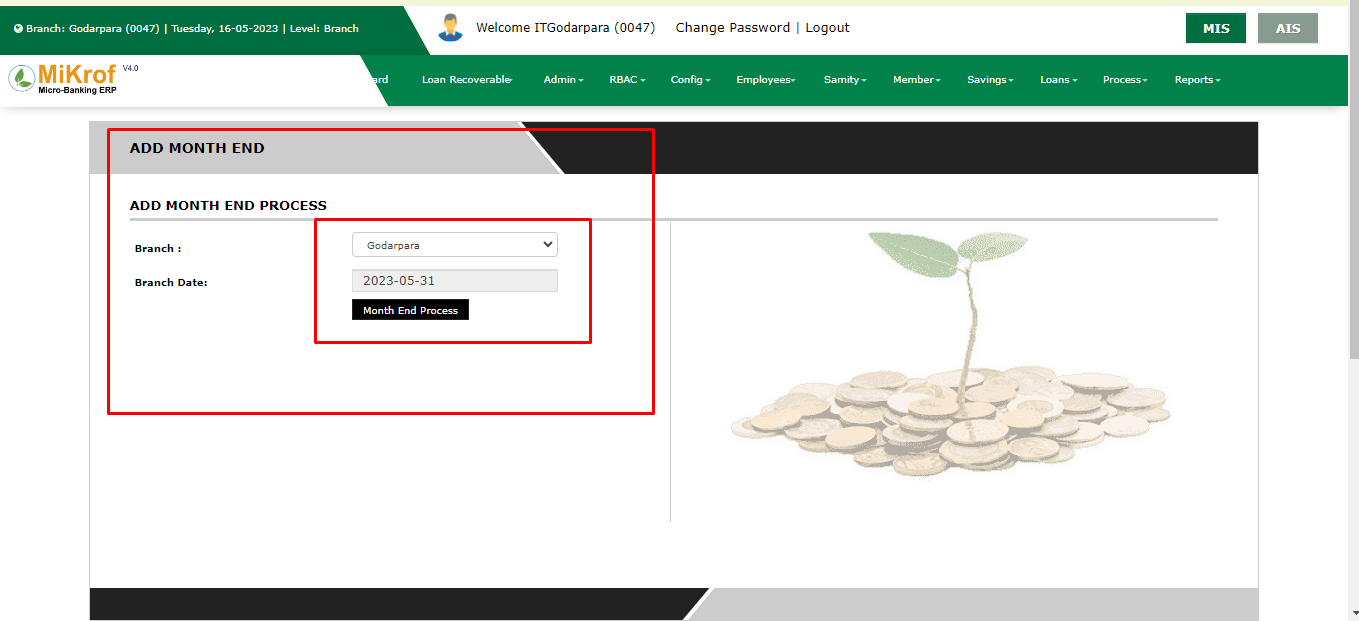 Branch: Godarpara (0047) | Tuesday, 16-05-2023 | Level: Branch
Welcome ITGodarpara (0047) Change Password | Logout
MIS AIS
MiKrof V4.0
Micro-Banking ERP
ard Loan Recoverable Admin RBAC Config Employees Samity Member Savings Loans Process Reports
ADD MONTH END
ADD MONTH END PROCESS
Branch : Godarpara
Branch Date: 2023-05-31
Month End Process